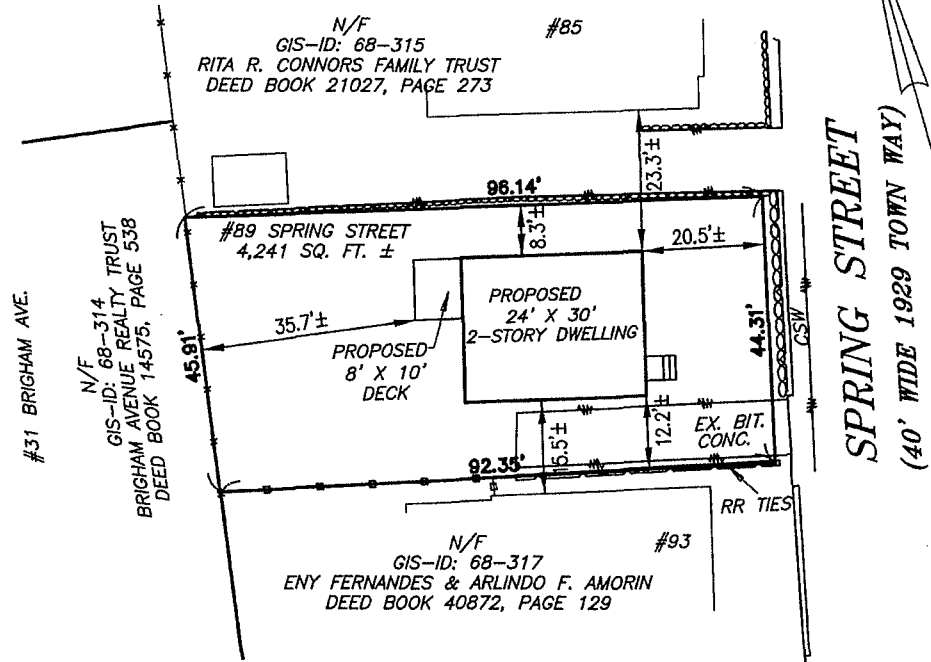 N/F
GIS-ID: 68-315
RITA R. CONNORS FAMILY TRUST
DEED BOOK 21027, PAGE 273
#85
23.3'±
96.14'
#89 SPRING STREET
4,241 SQ. FT. ±
8.3'±
20.5'±
PROPOSED
24' X 30'
2-STORY DWELLING
35.7'±
PROPOSED
8' X 10'
DECK
45.91'
44.31'
CSW
SPRING STREET
(40' WIDE 1929 TOWN WAY)
#31 BRIGHAM AVE.
N/F
GIS-ID: 68-314
BRIGHAM AVENUE REALTY TRUST
DEED BOOK 14575, PAGE 538
15.5'±
12.2'±
EX. BIT.
CONC.
92.35'
RR TIES
N/F
GIS-ID: 68-317
ENY FERNANDES & ARLINDO F. AMORIN
DEED BOOK 40872, PAGE 129
#93